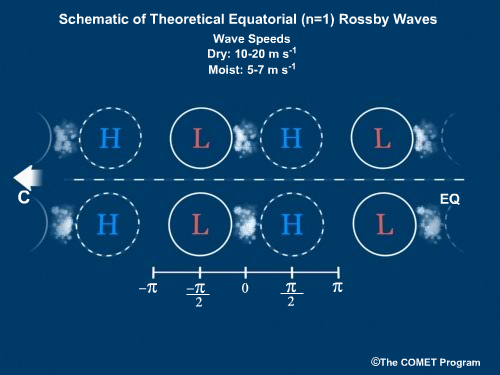 Schematic of Theoretical Equatorial (n=1) Rossby Waves
Wave Speeds
Dry: 10-20 m s⁻¹
Moist: 5-7 m s⁻¹
H L H L
C EQ
H L H L
-π -π/2 0 π/2 π
©The COMET Program